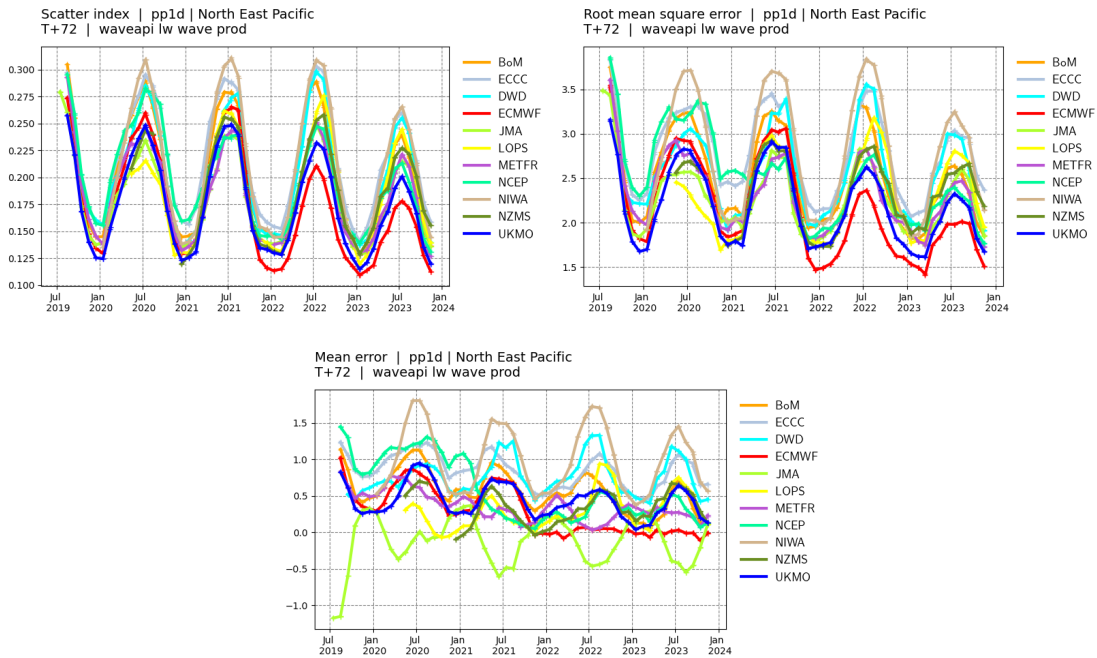 Scatter index | pp1d | North East Pacific
T+72 | waveapi lw wave prod
0.300
0.275
0.250
0.225
0.200
0.175
0.150
0.125
0.100
Jul 2019
Jan 2020
Jul 2020
Jan 2021
Jul 2021
Jan 2022
Jul 2022
Jan 2023
Jul 2023
Jan 2024
BoM
ECCC
DWD
ECMWF
JMA
LOPS
METFR
NCEP
NIWA
NZMS
UKMO
Root mean square error | pp1d | North East Pacific
T+72 | waveapi lw wave prod
3.5
3.0
2.5
2.0
1.5
Jul 2019
Jan 2020
Jul 2020
Jan 2021
Jul 2021
Jan 2022
Jul 2022
Jan 2023
Jul 2023
Jan 2024
BoM
ECCC
DWD
ECMWF
JMA
LOPS
METFR
NCEP
NIWA
NZMS
UKMO
Mean error | pp1d | North East Pacific
T+72 | waveapi lw wave prod
1.5
1.0
0.5
0.0
−0.5
−1.0
Jul 2019
Jan 2020
Jul 2020
Jan 2021
Jul 2021
Jan 2022
Jul 2022
Jan 2023
Jul 2023
Jan 2024
BoM
ECCC
DWD
ECMWF
JMA
LOPS
METFR
NCEP
NIWA
NZMS
UKMO